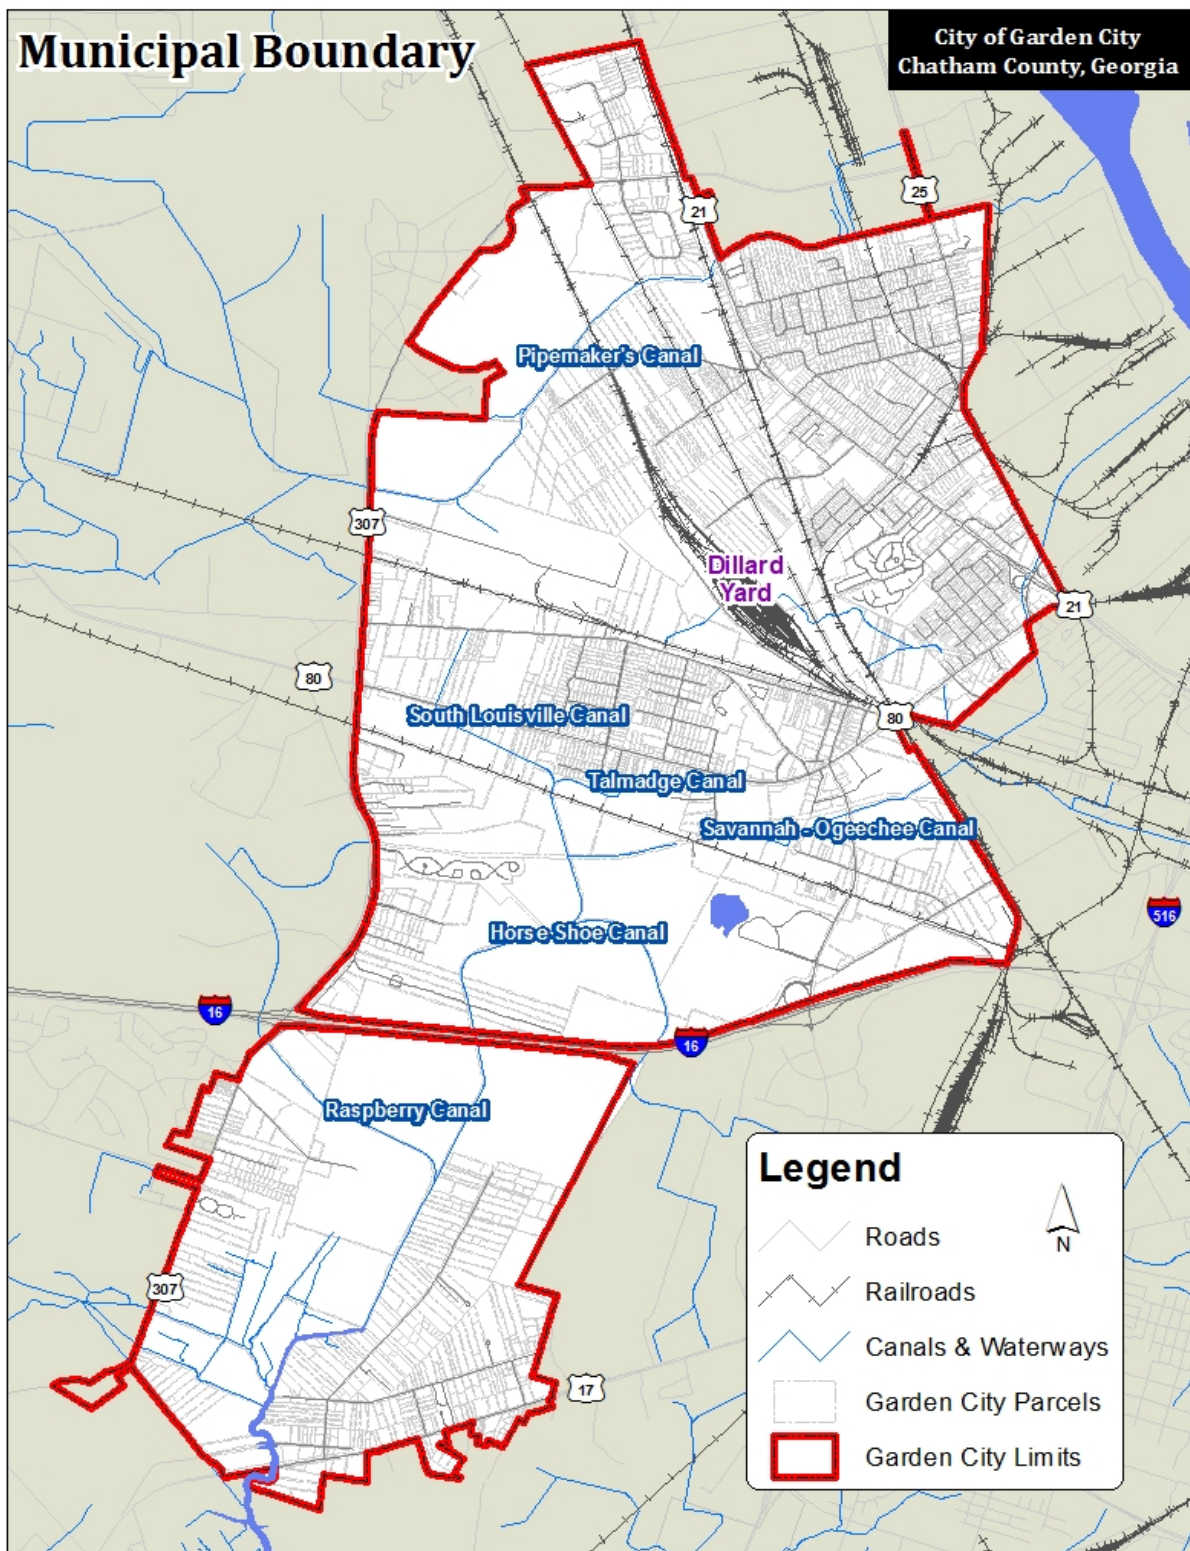 Municipal Boundary
City of Garden City
Chatham County, Georgia
25
21
Pipemaker's Canal
307
Dillard
Yard
21
80
South Louisville Canal
80
Talmadge Canal
Savannah - Ogeechee Canal
516
Horse Shoe Canal
16
16
Raspberry Canal
Legend
N
Roads
Railroads
307
Canals & Waterways
17
Garden City Parcels
Garden City Limits